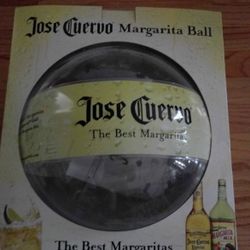 Jose Cuervo Margarita Ball
Jose Cuervo
The Best Margarita
The Best Margaritas